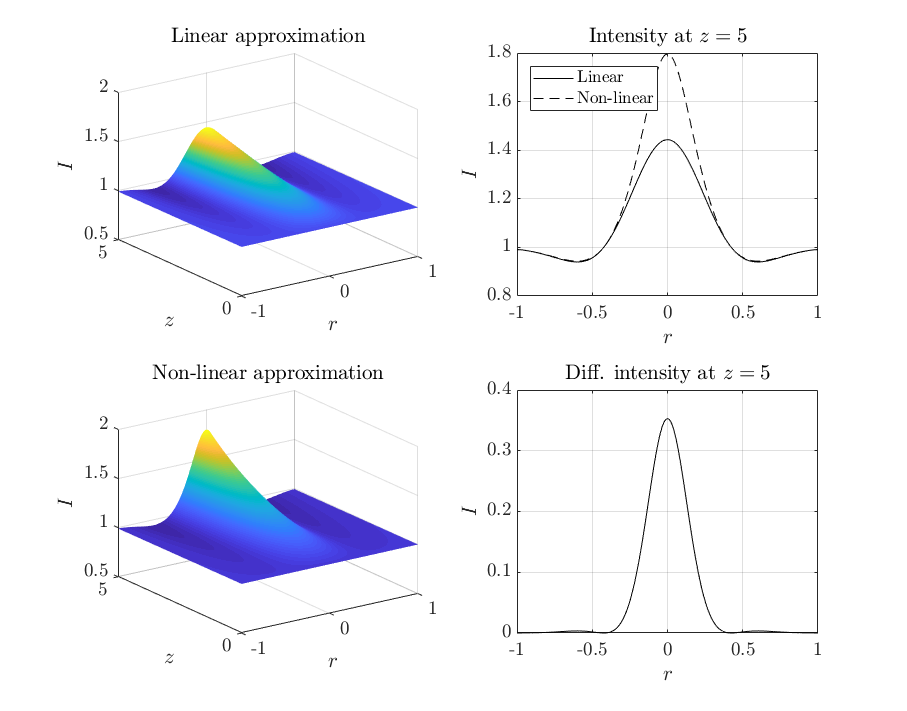 Linear approximation
2
1.5
1
0.5
I
5
0
z
-1
0
1
r
Intensity at z = 5
Linear
Non-linear
1.8
1.6
1.4
1.2
1
0.8
I
-1
-0.5
0
0.5
1
r
Non-linear approximation
2
1.5
1
0.5
I
5
0
z
-1
0
1
r
Diff. intensity at z = 5
0.4
0.3
0.2
0.1
0
I
-1
-0.5
0
0.5
1
r